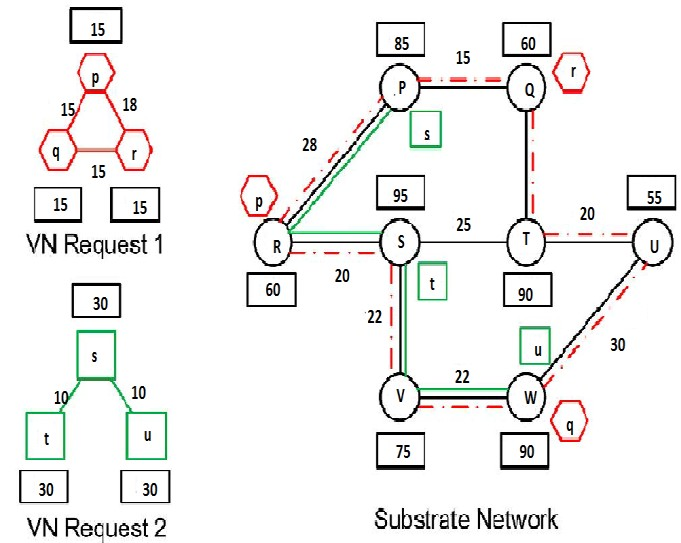 15
p
15
18
q
r
15
15
15
VN Request 1
30
s
10
10
t
u
30
30
VN Request 2
85
15
60
P
Q
r
s
28
p
95
25
20
55
R
S
T
U
60
20
t
90
22
u
30
22
V
W
q
75
90
Substrate Network